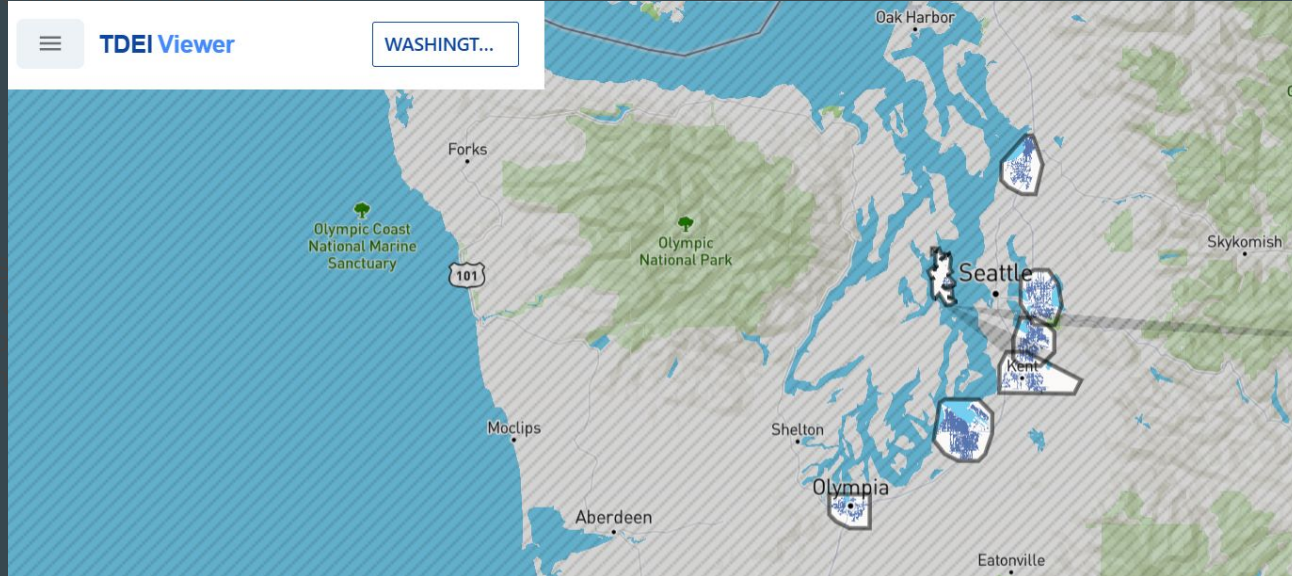 TDEI Viewer
WASHINGT...
Oak Harbor
Forks
Olympic Coast
National Marine
Sanctuary
101
Olympic
National Park
Skykomish
Seattle
Kent
Moclips
Shelton
Olympia
Aberdeen
Eatonville